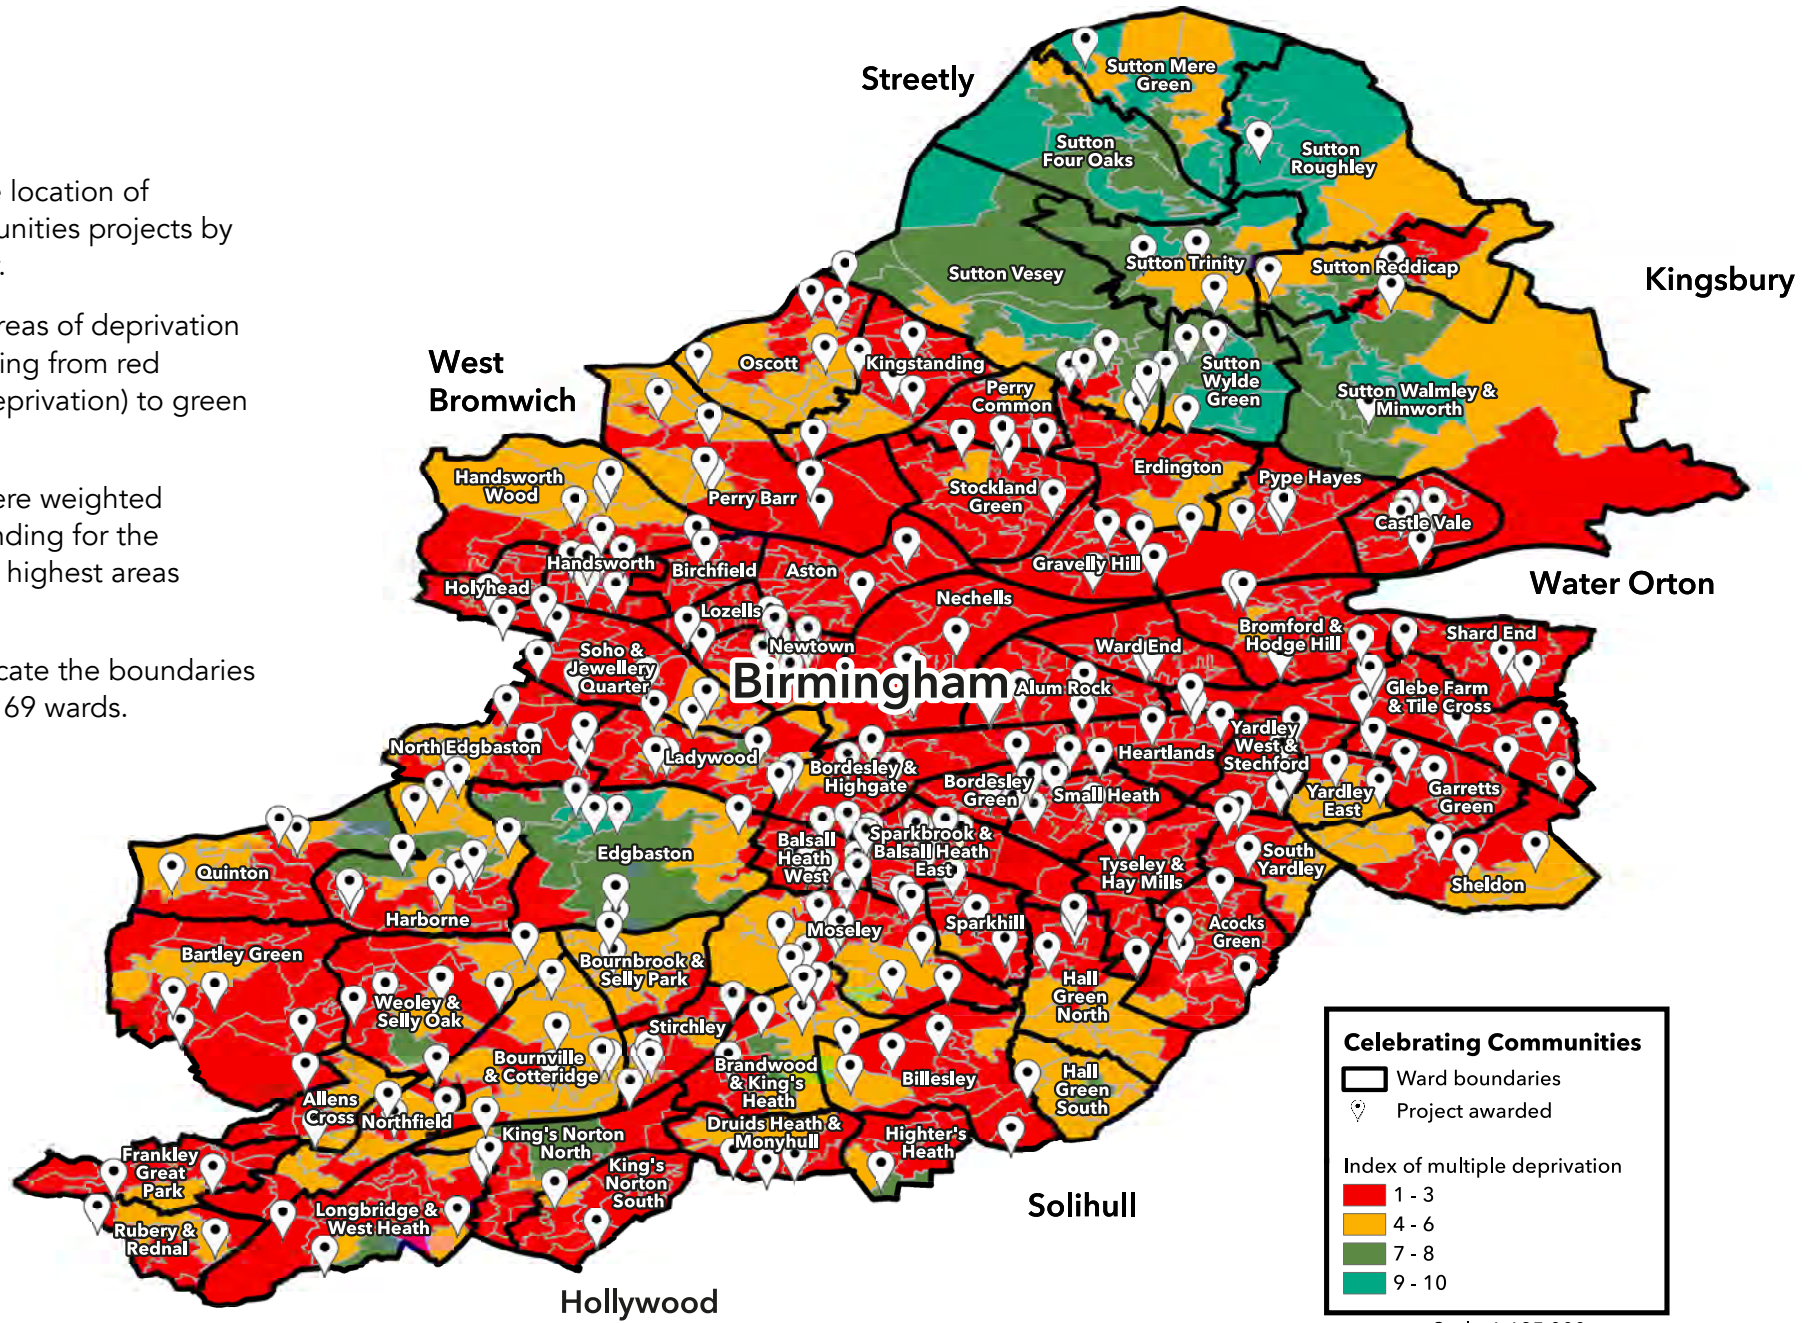 e location of
unities projects by
reas of deprivation
ing from red
eprivation) to green
ere weighted
nding for the
highest areas
cate the boundaries
69 wards.
Streetly
Kingsbury
West
Bromwich
Water Orton
Birmingham
Solihull
Hollywood
Sutton Mere
Green
Sutton
Four Oaks
Sutton
Roughley
Sutton Vesey
Sutton Trinity
Sutton Reddicap
Sutton
Wylde
Green
Sutton Walmley &
Minworth
Oscott
Kingstanding
Perry
Common
Handsworth
Wood
Perry Barr
Stockland
Green
Erdington
Pype Hayes
Castle Vale
Holyhead
Handsworth
Birchfield
Aston
Gravelly Hill
Nechells
Lozells
Newtown
Soho &
Jewellery
Quarter
Ward End
Bromford &
Hodge Hill
Shard End
Alum Rock
Glebe Farm
& Tile Cross
North Edgbaston
Ladywood
Bordesley &
Highgate
Bordesley
Green
Heartlands
Small Heath
Yardley
West &
Stechford
Yardley
East
Garretts
Green
Quinton
Harborne
Edgbaston
Balsall
Heath
West
Sparkbrook &
Balsall Heath
East
Tyseley &
Hay Mills
South
Yardley
Sheldon
Bartley Green
Weoley &
Selly Oak
Bournbrook &
Selly Park
Moseley
Sparkhill
Acocks
Green
Hall
Green
North
Stirchley
Bournville
& Cotteridge
Brandwood
& King's
Heath
Billesley
Hall
Green
South
Allens
Cross
Northfield
King's Norton
North
Druids Heath &
Monyhull
Highter's
Heath
Frankley
Great
Park
Rubery &
Rednal
Longbridge &
West Heath
King's
Norton
South
Celebrating Communities
Ward boundaries
Project awarded
Index of multiple deprivation
1 - 3
4 - 6
7 - 8
9 - 10